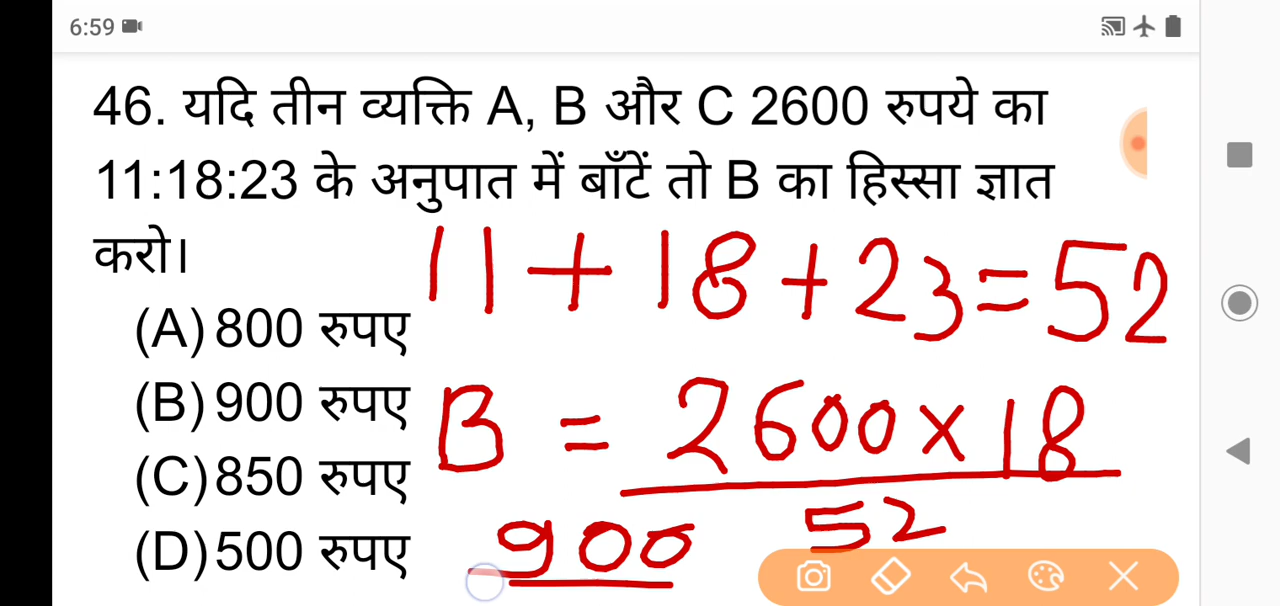 6:59
46. यदि तीन व्यक्ति A, B और C 2600 रुपये का
11:18:23 के अनुपात में बाँटें तो B का हिस्सा ज्ञात
करो।
11+18+23=52
(A) 800 रुपए
(B) 900 रुपए
B = 2600×18
(C) 850 रुपए
52
(D) 500 रुपए
900